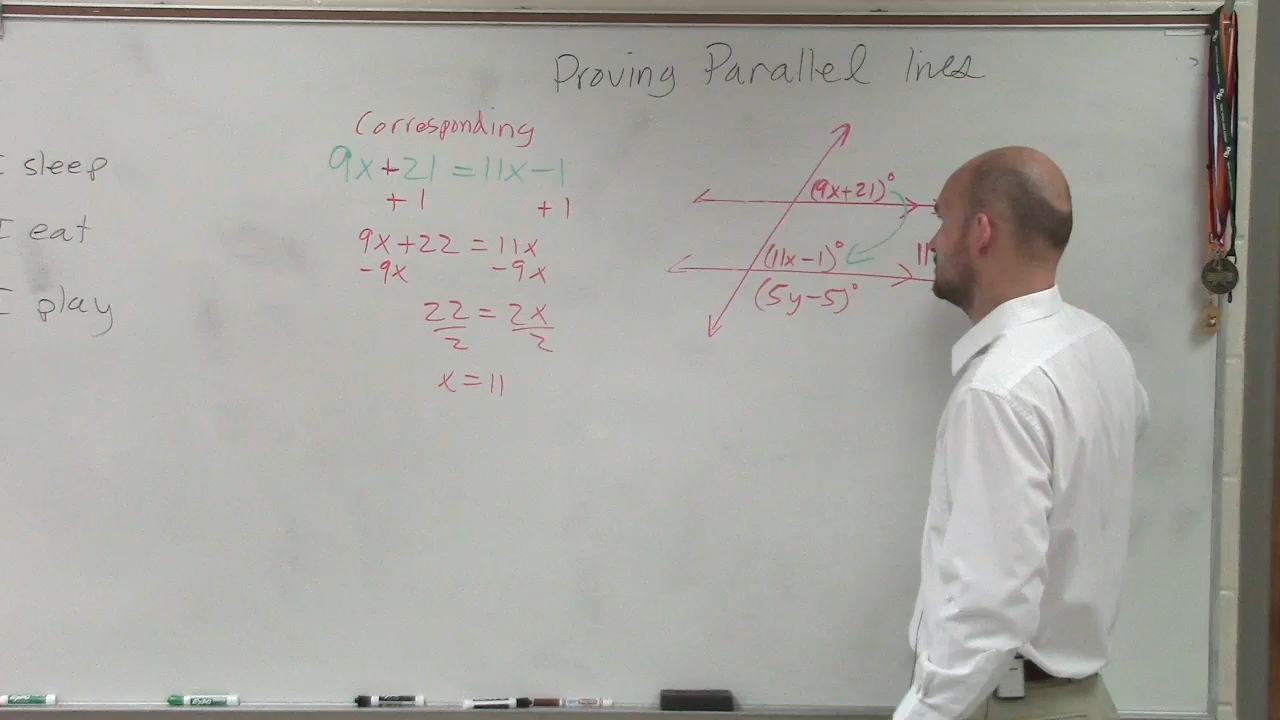 Proving Parallel lines
I sleep
I eat
I play
Corresponding
9x+21 = 11x-1
+1 +1
9x+22 = 11x
-9x -9x
22 = 2x
2 2
x = 11
(9x+21)°
(11x-1)°
11
(5y-5)°